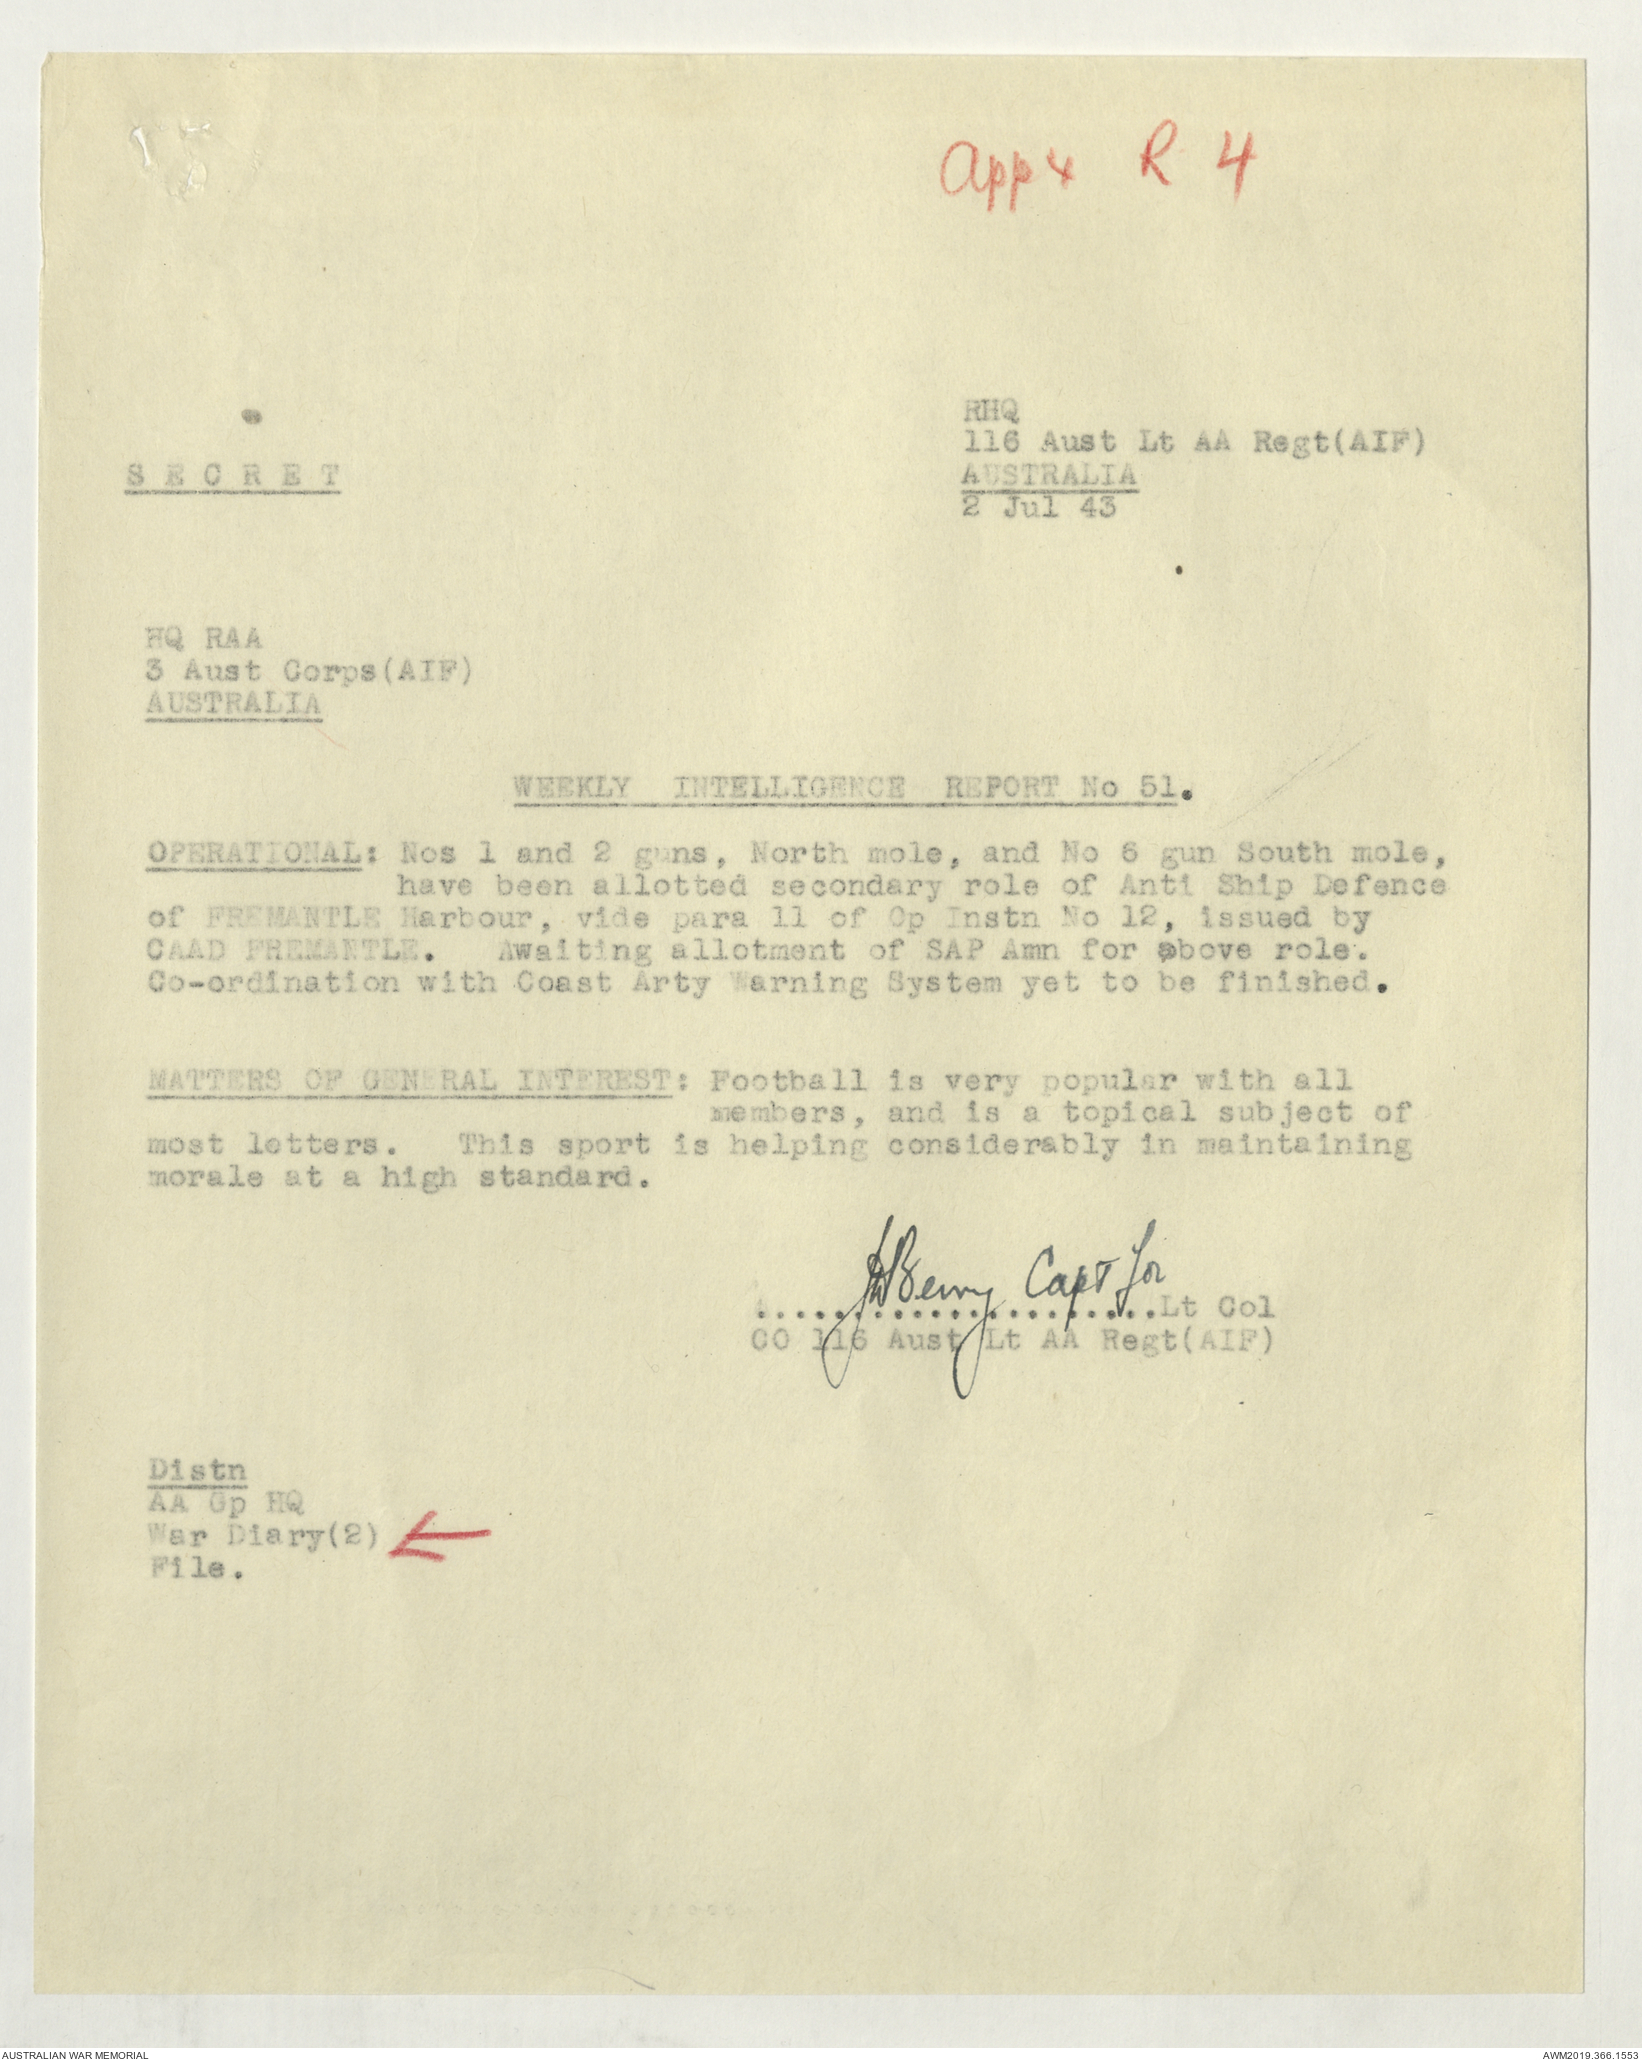 Appx R 4
RHQ
116 Aust Lt AA Regt(AIF)
AUSTRALIA
2 Jul 43
S E C R E T
HQ RAA
3 Aust Corps(AIF)
AUSTRALIA
WEEKLY INTELLIGENCE REPORT No 51.
OPERATIONAL: Nos 1 and 2 guns, North mole, and No 6 gun South mole,
have been allotted secondary role of Anti Ship Defence
of FREMANTLE Harbour, vide para 11 of Op Instn No 12, issued by
CAAD FREMANTLE. Awaiting allotment of SAP Amn for above role.
Co-ordination with Coast Arty Warning System yet to be finished.
MATTERS OF GENERAL INTEREST: Football is very popular with all
members, and is a topical subject of
most letters. This sport is helping considerably in maintaining
morale at a high standard.
Berry Capt for
.....................Lt Col
CO 116 Aust Lt AA Regt(AIF)
Distn
AA Gp HQ
War Diary(2)
File.
AUSTRALIAN WAR MEMORIAL
AWM2019.366.1553